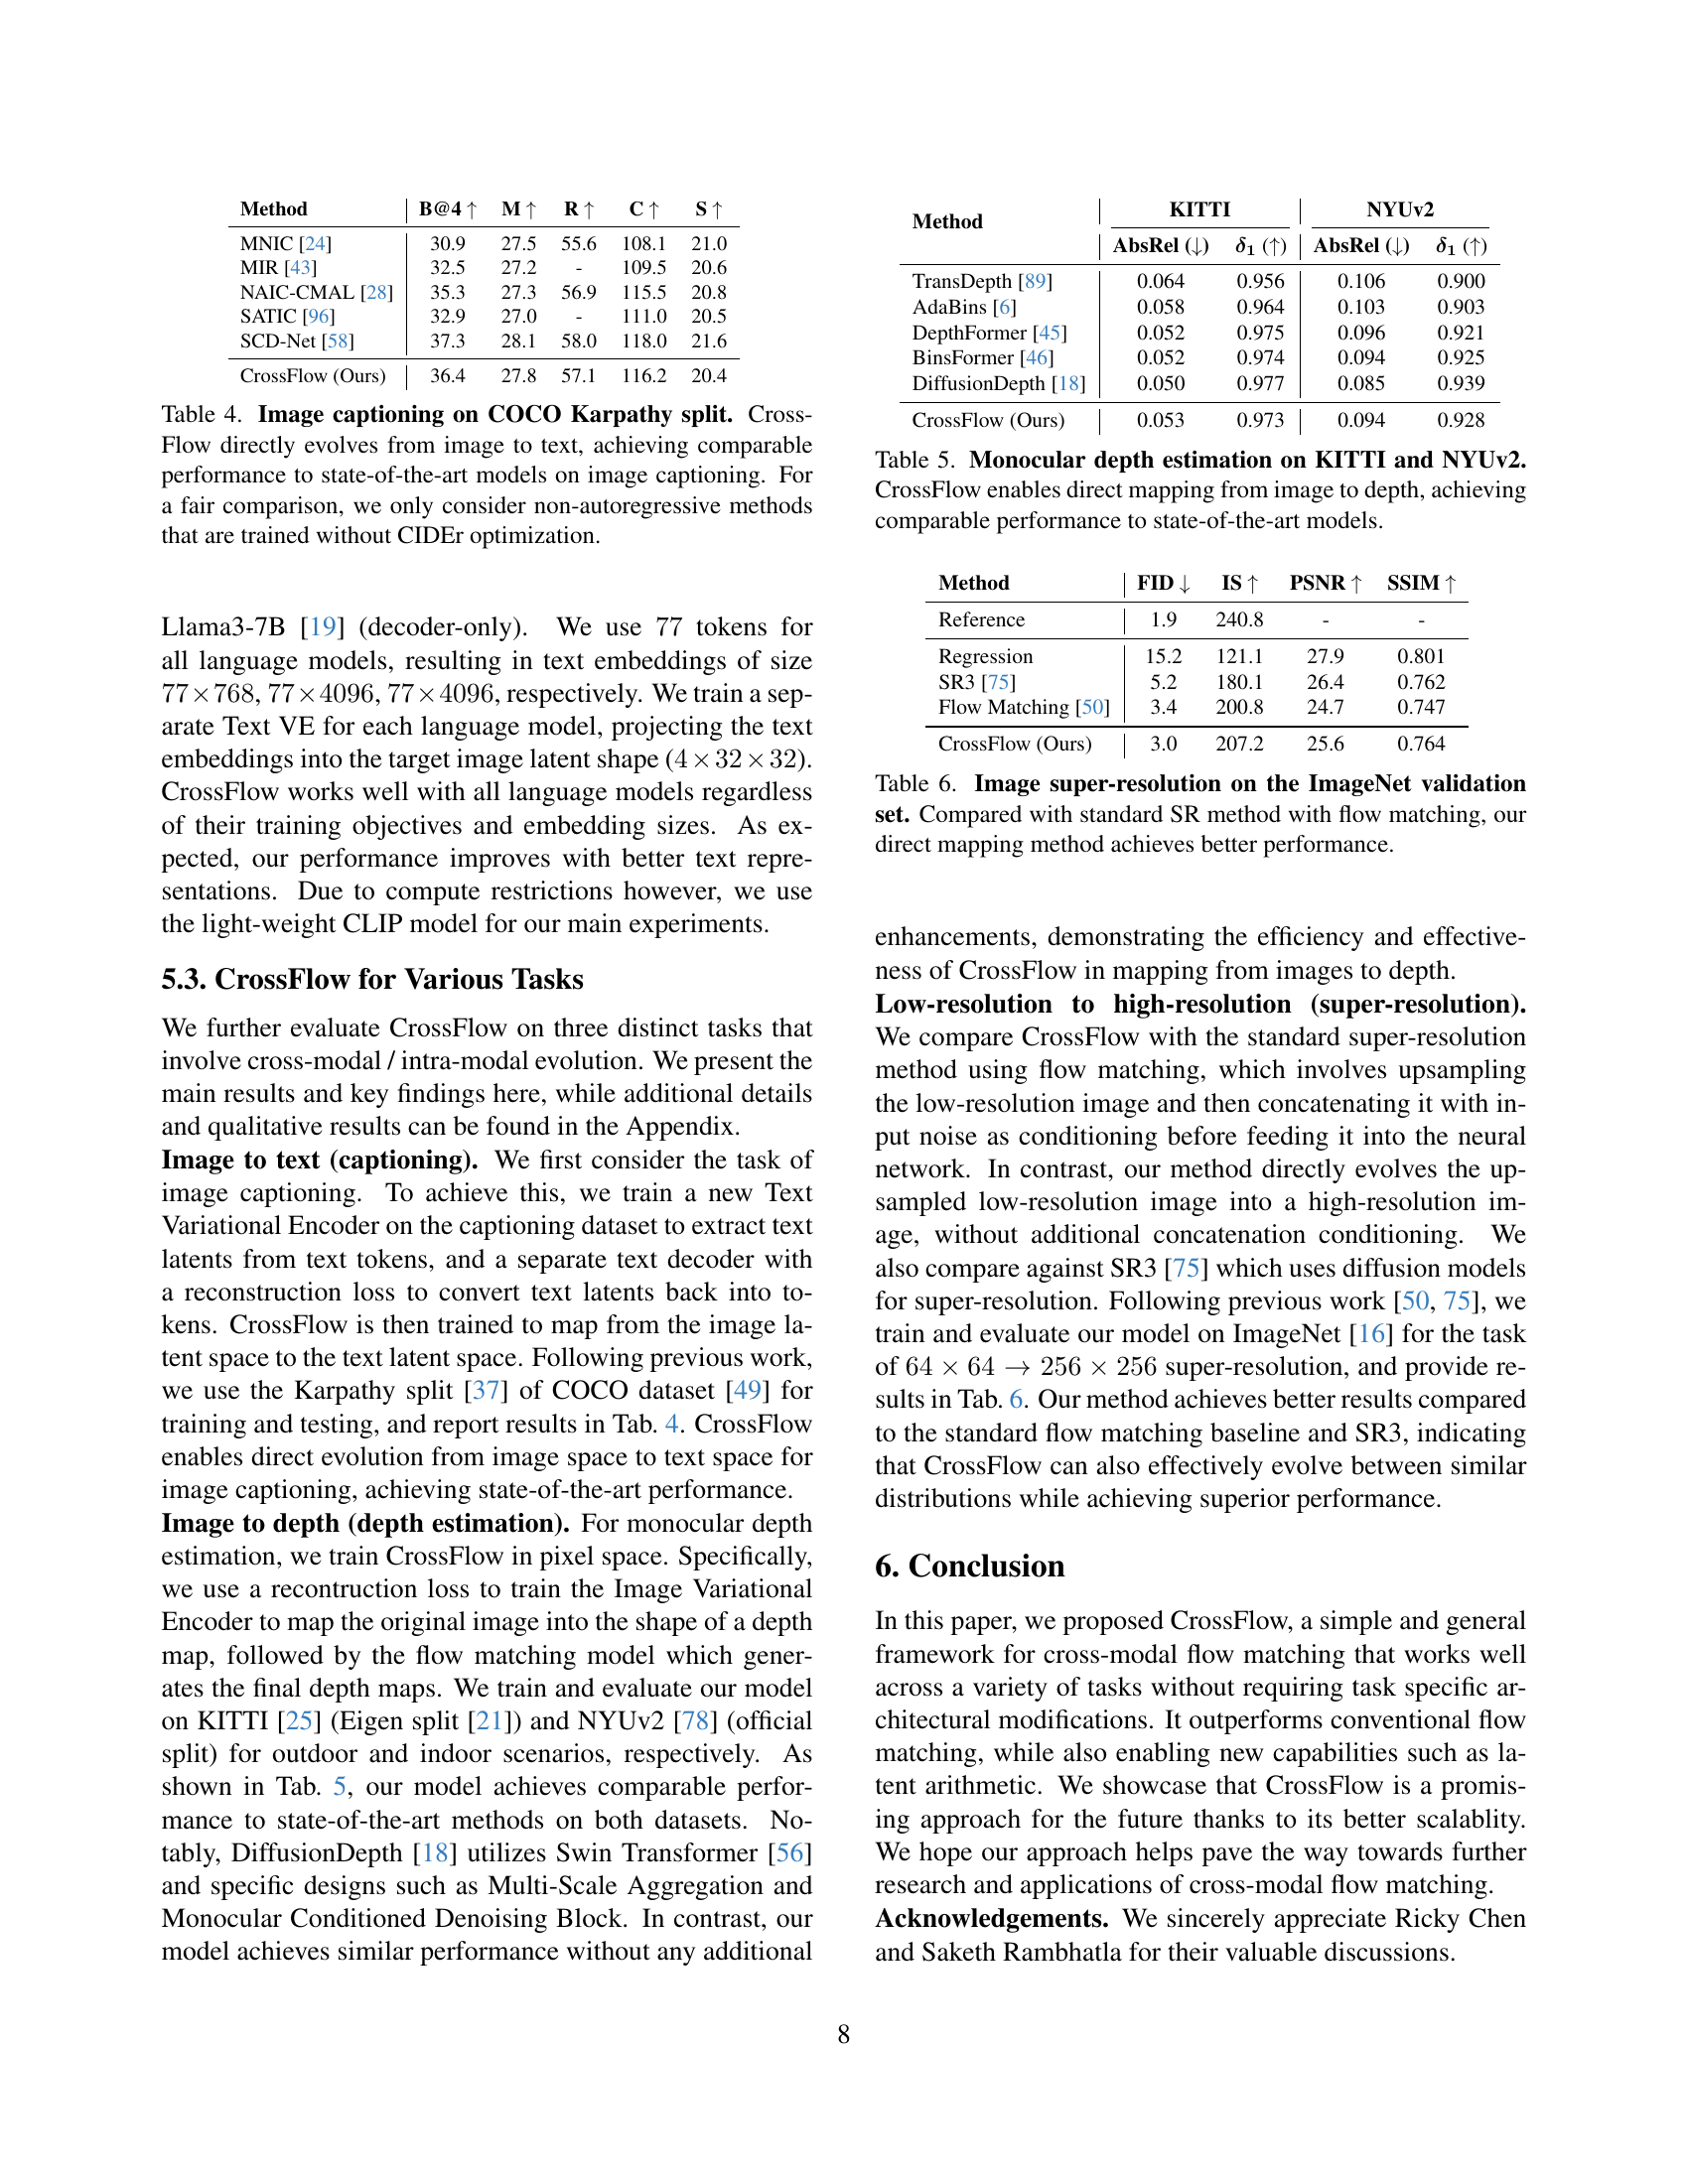 Method B@4 ↑ M ↑ R ↑ C ↑ S ↑
MNIC [24] 30.9 27.5 55.6 108.1 21.0
MIR [43] 32.5 27.2 - 109.5 20.6
NAIC-CMAL [28] 35.3 27.3 56.9 115.5 20.8
SATIC [96] 32.9 27.0 - 111.0 20.5
SCD-Net [58] 37.3 28.1 58.0 118.0 21.6
CrossFlow (Ours) 36.4 27.8 57.1 116.2 20.4
Table 4. Image captioning on COCO Karpathy split. Cross-
Flow directly evolves from image to text, achieving comparable
performance to state-of-the-art models on image captioning. For
a fair comparison, we only consider non-autoregressive methods
that are trained without CIDEr optimization.
Llama3-7B [19] (decoder-only). We use 77 tokens for
all language models, resulting in text embeddings of size
77×768, 77×4096, 77×4096, respectively. We train a sep-
arate Text VE for each language model, projecting the text
embeddings into the target image latent shape (4×32×32).
CrossFlow works well with all language models regardless
of their training objectives and embedding sizes. As ex-
pected, our performance improves with better text repre-
sentations. Due to compute restrictions however, we use
the light-weight CLIP model for our main experiments.
5.3. CrossFlow for Various Tasks
We further evaluate CrossFlow on three distinct tasks that
involve cross-modal / intra-modal evolution. We present the
main results and key findings here, while additional details
and qualitative results can be found in the Appendix.
Image to text (captioning). We first consider the task of
image captioning. To achieve this, we train a new Text
Variational Encoder on the captioning dataset to extract text
latents from text tokens, and a separate text decoder with
a reconstruction loss to convert text latents back into to-
kens. CrossFlow is then trained to map from the image la-
tent space to the text latent space. Following previous work,
we use the Karpathy split [37] of COCO dataset [49] for
training and testing, and report results in Tab. 4. CrossFlow
enables direct evolution from image space to text space for
image captioning, achieving state-of-the-art performance.
Image to depth (depth estimation). For monocular depth
estimation, we train CrossFlow in pixel space. Specifically,
we use a recontruction loss to train the Image Variational
Encoder to map the original image into the shape of a depth
map, followed by the flow matching model which gener-
ates the final depth maps. We train and evaluate our model
on KITTI [25] (Eigen split [21]) and NYUv2 [78] (official
split) for outdoor and indoor scenarios, respectively. As
shown in Tab. 5, our model achieves comparable perfor-
mance to state-of-the-art methods on both datasets. No-
tably, DiffusionDepth [18] utilizes Swin Transformer [56]
and specific designs such as Multi-Scale Aggregation and
Monocular Conditioned Denoising Block. In contrast, our
model achieves similar performance without any additional
Method KITTI NYUv2
AbsRel (↓) δ1 (↑) AbsRel (↓) δ1 (↑)
TransDepth [89] 0.064 0.956 0.106 0.900
AdaBins [6] 0.058 0.964 0.103 0.903
DepthFormer [45] 0.052 0.975 0.096 0.921
BinsFormer [46] 0.052 0.974 0.094 0.925
DiffusionDepth [18] 0.050 0.977 0.085 0.939
CrossFlow (Ours) 0.053 0.973 0.094 0.928
Table 5. Monocular depth estimation on KITTI and NYUv2.
CrossFlow enables direct mapping from image to depth, achieving
comparable performance to state-of-the-art models.
Method FID ↓ IS ↑ PSNR ↑ SSIM ↑
Reference 1.9 240.8 - -
Regression 15.2 121.1 27.9 0.801
SR3 [75] 5.2 180.1 26.4 0.762
Flow Matching [50] 3.4 200.8 24.7 0.747
CrossFlow (Ours) 3.0 207.2 25.6 0.764
Table 6. Image super-resolution on the ImageNet validation
set. Compared with standard SR method with flow matching, our
direct mapping method achieves better performance.
enhancements, demonstrating the efficiency and effective-
ness of CrossFlow in mapping from images to depth.
Low-resolution to high-resolution (super-resolution).
We compare CrossFlow with the standard super-resolution
method using flow matching, which involves upsampling
the low-resolution image and then concatenating it with in-
put noise as conditioning before feeding it into the neural
network. In contrast, our method directly evolves the up-
sampled low-resolution image into a high-resolution im-
age, without additional concatenation conditioning. We
also compare against SR3 [75] which uses diffusion models
for super-resolution. Following previous work [50, 75], we
train and evaluate our model on ImageNet [16] for the task
of 64 × 64 → 256 × 256 super-resolution, and provide re-
sults in Tab. 6. Our method achieves better results compared
to the standard flow matching baseline and SR3, indicating
that CrossFlow can also effectively evolve between similar
distributions while achieving superior performance.
6. Conclusion
In this paper, we proposed CrossFlow, a simple and general
framework for cross-modal flow matching that works well
across a variety of tasks without requiring task specific ar-
chitectural modifications. It outperforms conventional flow
matching, while also enabling new capabilities such as la-
tent arithmetic. We showcase that CrossFlow is a promis-
ing approach for the future thanks to its better scalablity.
We hope our approach helps pave the way towards further
research and applications of cross-modal flow matching.
Acknowledgements. We sincerely appreciate Ricky Chen
and Saketh Rambhatla for their valuable discussions.
8